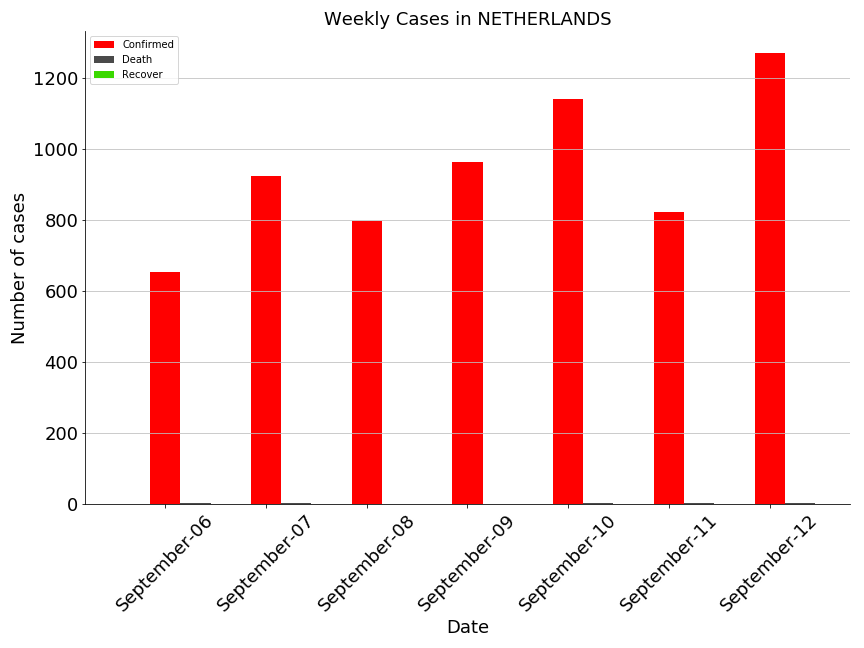 Weekly Cases in NETHERLANDS
Confirmed
Death
Recover
1200
1000
800
600
400
200
0
Number of cases
September-06
September-07
September-08
September-09
September-10
September-11
September-12
Date